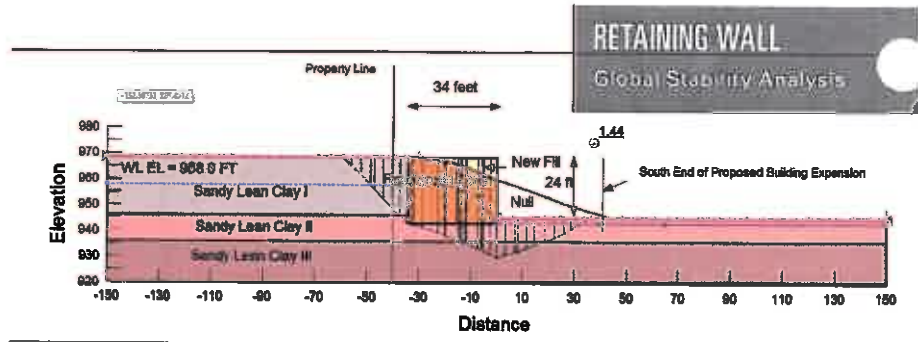 RETAINING WALL
Global Stability Analysis
Property Line
34 feet
1.44
980
970
960
950
940
930
920
Elevation
WL EL = 958.0 FT
Sandy Lean Clay I
Sandy Lean Clay II
Sandy Lean Clay III
New Fill
24 ft
Null
South End of Proposed Building Expension
-150 -130 -110 -90 -70 -50 -30 -10 10 30 50 70 90 110 130 150
Distance